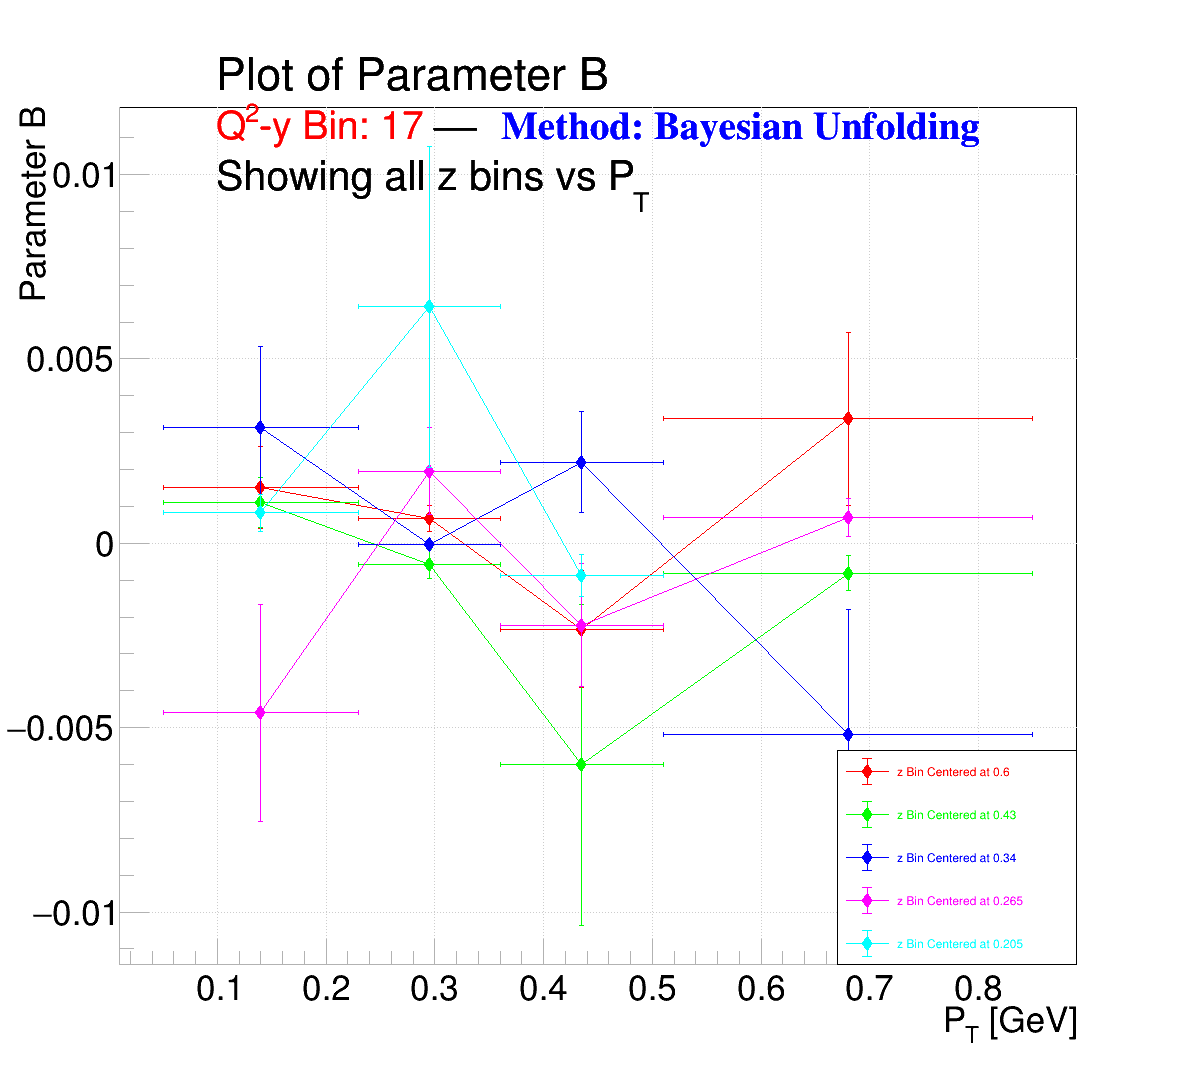 Plot of Parameter B
Q²-y Bin: 17 — Method: Bayesian Unfolding
Showing all z bins vs P_T
Parameter B
0.01
0.005
0
−0.005
−0.01
z Bin Centered at 0.6
z Bin Centered at 0.43
z Bin Centered at 0.34
z Bin Centered at 0.265
z Bin Centered at 0.205
0.1 0.2 0.3 0.4 0.5 0.6 0.7 0.8
P_T [GeV]